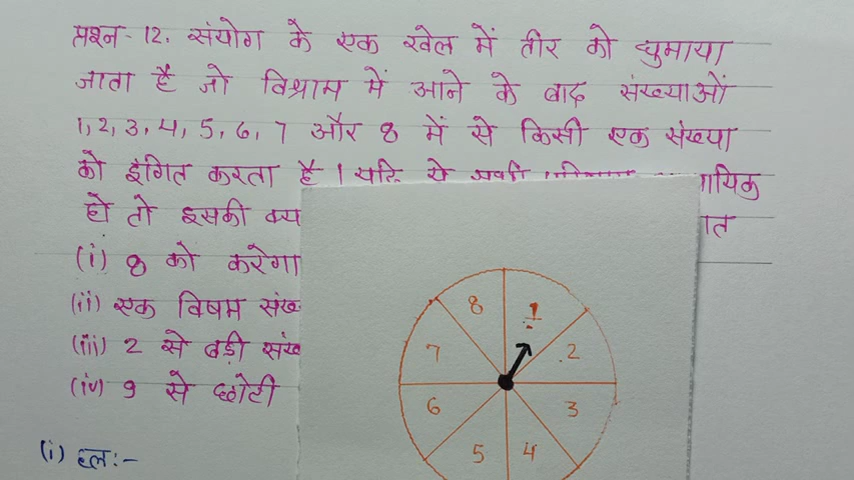 प्रश्न-12. संयोग के एक खेल में तीर को घुमाया
जाता है जो विश्राम में आने के बाद संख्याओं
1, 2, 3, 4, 5, 6, 7 और 8 में से किसी एक संख्या
को इंगित करता है। यदि ये सभी
हो तो इसकी
(i) 8 को करेगा
(ii) एक विषम
(iii) 2 से बड़ी
(iv) 9 से छोटी
8 1
7 2
6 3
5 4
(i) हलः-